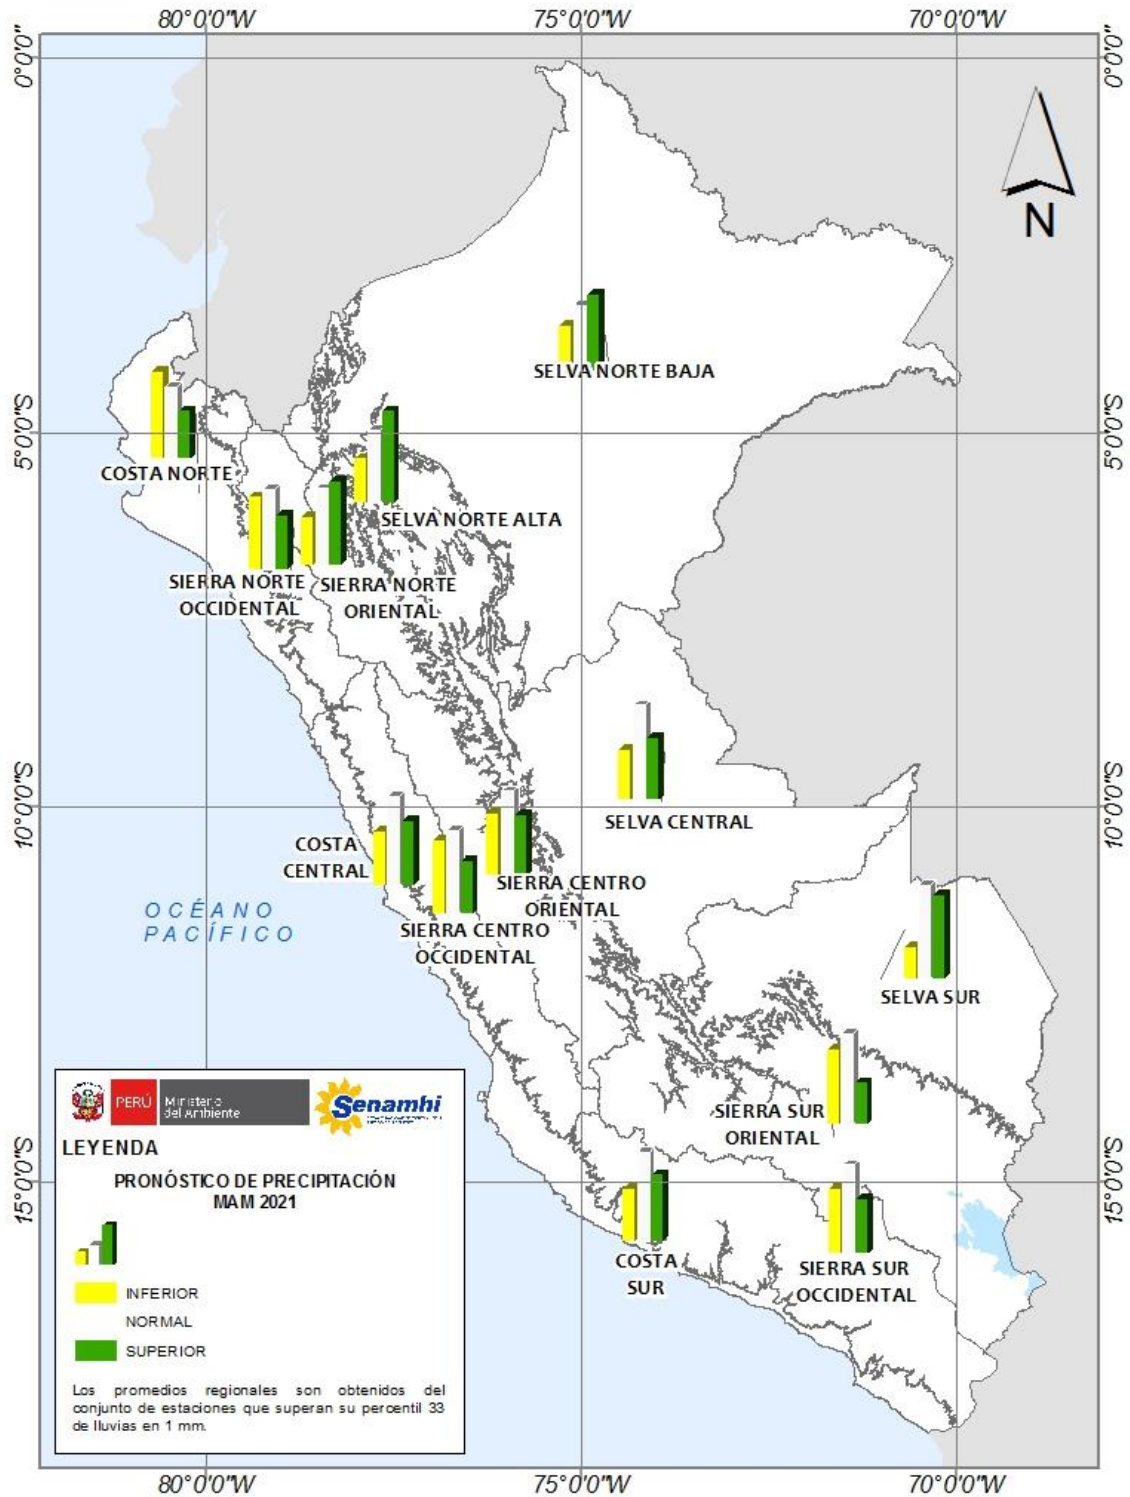 80°0'0"W
75°0'0"W
70°0'0"W
0°0'0"
0°0'0"
N
SELVA NORTE BAJA
5°0'0"S
5°0'0"S
COSTA NORTE
SELVA NORTE ALTA
SIERRA NORTE
OCCIDENTAL
SIERRA NORTE
ORIENTAL
10°0'0"S
10°0'0"S
SELVA CENTRAL
COSTA
CENTRAL
SIERRA CENTRO
ORIENTAL
SIERRA CENTRO
OCCIDENTAL
OCÉANO
PACÍFICO
SELVA SUR
SIERRA SUR
ORIENTAL
15°0'0"S
15°0'0"S
COSTA
SUR
SIERRA SUR
OCCIDENTAL
PERÚ
Ministerio
del Ambiente
Senamhi
LEYENDA
PRONÓSTICO DE PRECIPITACIÓN
MAM 2021
INFERIOR
NORMAL
SUPERIOR
Los promedios regionales son obtenidos del
conjunto de estaciones que superan su percentil 33
de lluvias en 1 mm.
80°0'0"W
75°0'0"W
70°0'0"W